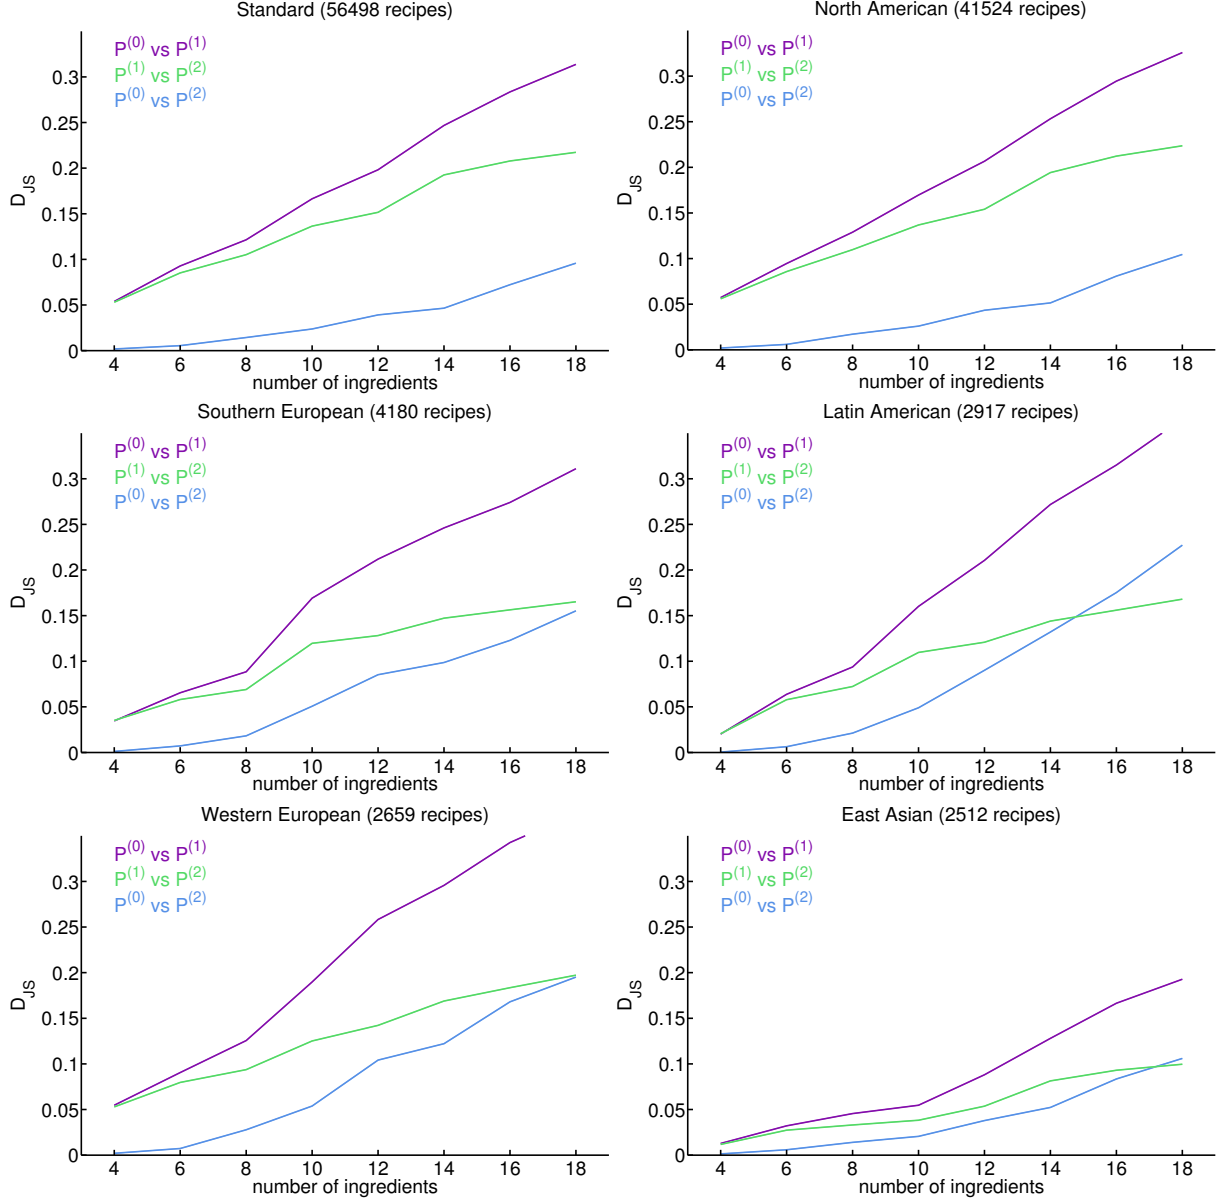 Standard (56498 recipes)
P(0) vs P(1)
P(1) vs P(2)
P(0) vs P(2)
0.3
0.25
0.2
0.15
0.1
0.05
0
DJS
4 6 8 10 12 14 16 18
number of ingredients
North American (41524 recipes)
P(0) vs P(1)
P(1) vs P(2)
P(0) vs P(2)
0.3
0.25
0.2
0.15
0.1
0.05
0
DJS
4 6 8 10 12 14 16 18
number of ingredients
Southern European (4180 recipes)
P(0) vs P(1)
P(1) vs P(2)
P(0) vs P(2)
0.3
0.25
0.2
0.15
0.1
0.05
0
DJS
4 6 8 10 12 14 16 18
number of ingredients
Latin American (2917 recipes)
P(0) vs P(1)
P(1) vs P(2)
P(0) vs P(2)
0.3
0.25
0.2
0.15
0.1
0.05
0
DJS
4 6 8 10 12 14 16 18
number of ingredients
Western European (2659 recipes)
P(0) vs P(1)
P(1) vs P(2)
P(0) vs P(2)
0.3
0.25
0.2
0.15
0.1
0.05
0
DJS
4 6 8 10 12 14 16 18
number of ingredients
East Asian (2512 recipes)
P(0) vs P(1)
P(1) vs P(2)
P(0) vs P(2)
0.3
0.25
0.2
0.15
0.1
0.05
0
DJS
4 6 8 10 12 14 16 18
number of ingredients